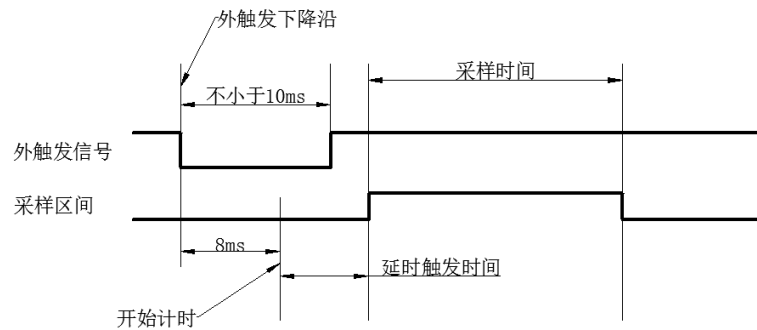 外触发下降沿
采样时间
不小于10ms
外触发信号
采样区间
8ms
延时触发时间
开始计时